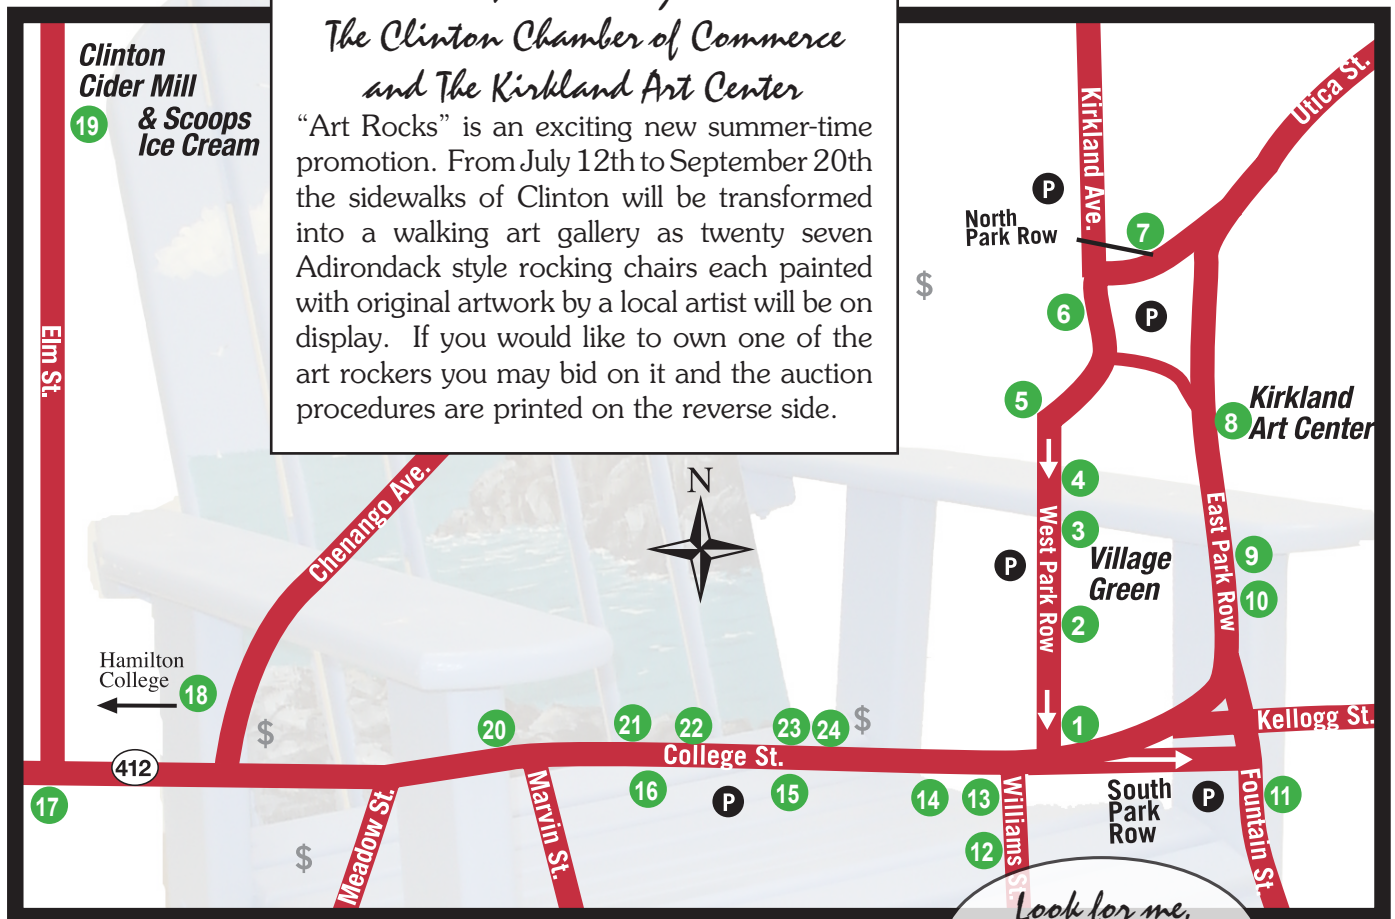 The Clinton Chamber of Commerce
and The Kirkland Art Center
“Art Rocks” is an exciting new summer-time
promotion. From July 12th to September 20th
the sidewalks of Clinton will be transformed
into a walking art gallery as twenty seven
Adirondack style rocking chairs each painted
with original artwork by a local artist will be on
display. If you would like to own one of the
art rockers you may bid on it and the auction
procedures are printed on the reverse side.
Clinton
Cider Mill
19
& Scoops
Ice Cream
Elm St.
Chenango Ave.
Hamilton
College
18
$
412
17
$
Meadow St.
20
Marvin St.
21
22
23
24
$
College St.
16
P
15
14
13
12
Williams St.
N
Kirkland Ave.
Utica St.
P
North
Park Row
7
$
6
P
5
8
Kirkland
Art Center
4
3
West Park Row
P
Village
Green
2
1
East Park Row
9
10
Kellogg St.
South
Park
Row
P
11
Fountain St.
Look for me,